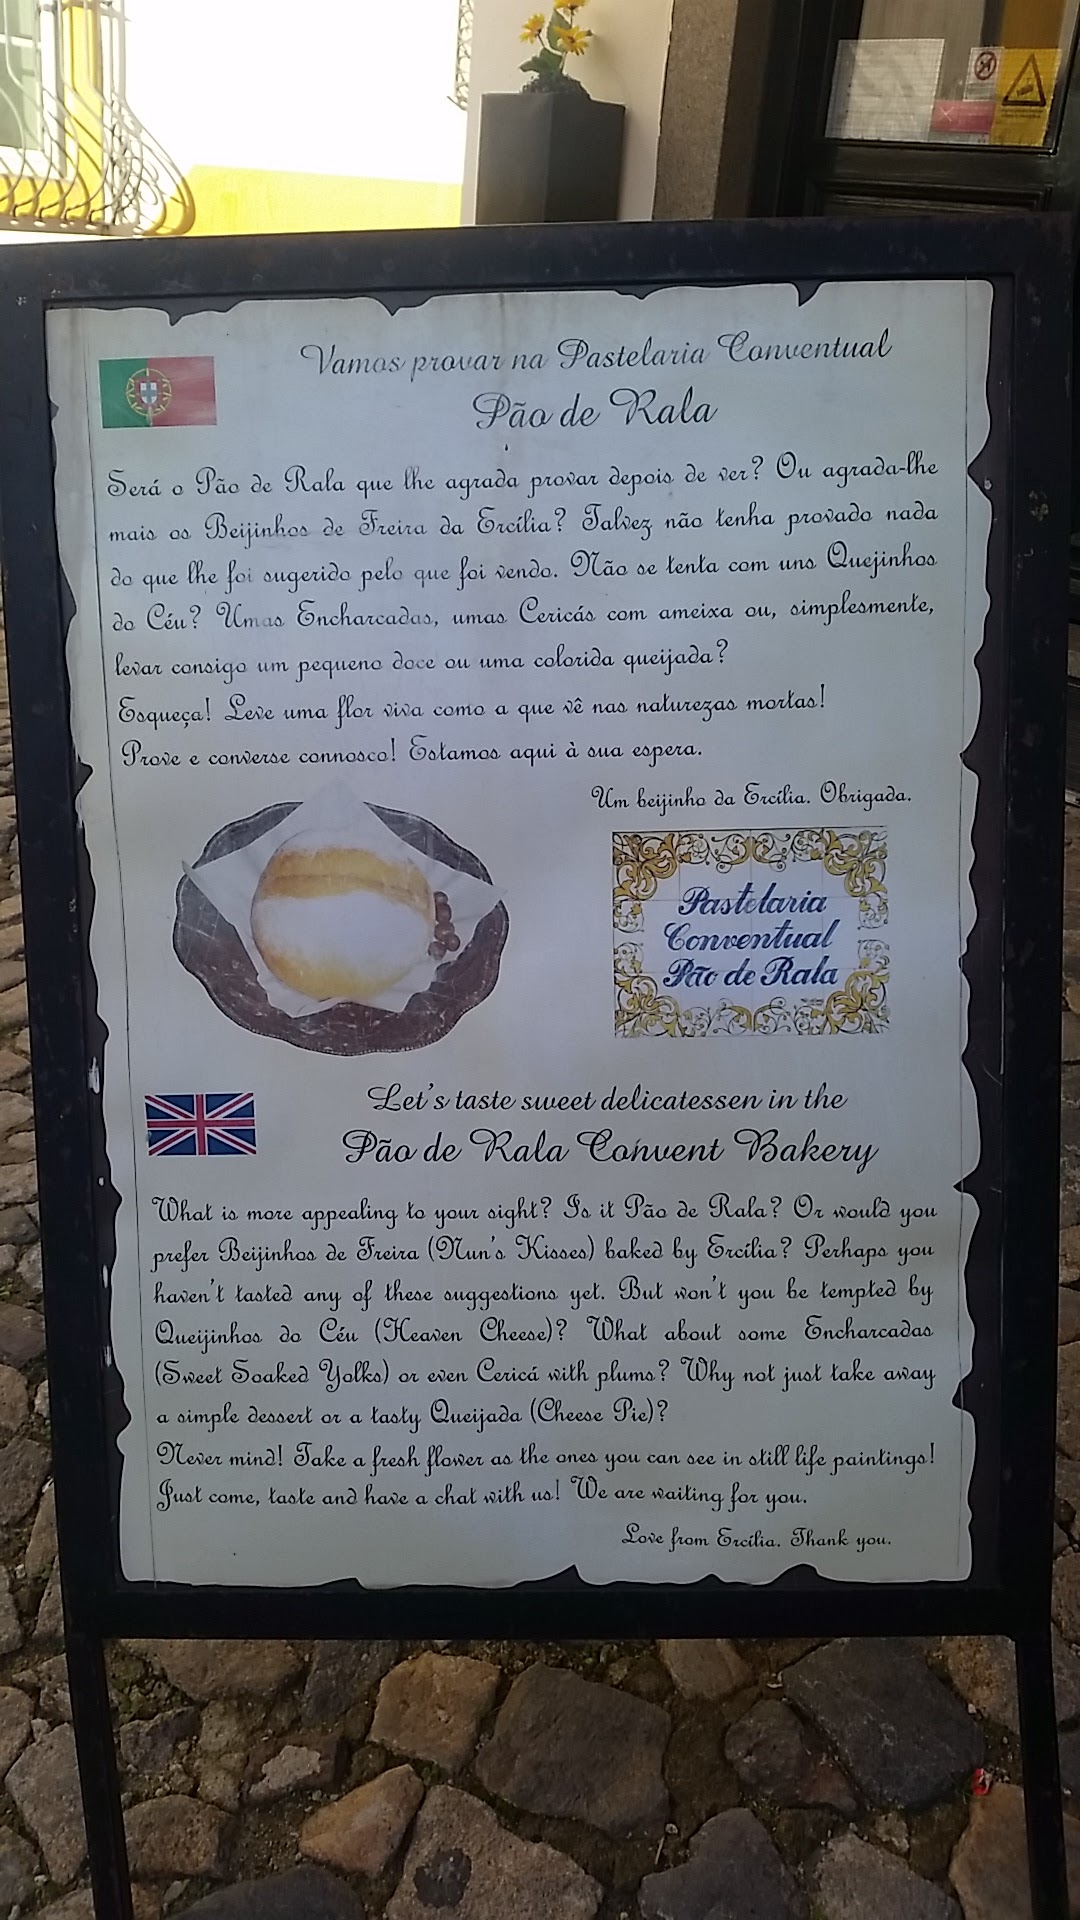 Vamos provar na Pastelaria Conventual
Pão de Rala
Será o Pão de Rala que lhe agrada provar depois de ver? Ou agrada-lhe
mais os Beijinhos de Freira da Ercília? Talvez não tenha provado nada
do que lhe foi sugerido pelo que foi vendo. Não se tenta com uns Quejinhos
do Céu? Umas Encharcadas, umas Cericás com ameixa ou, simplesmente,
levar consigo um pequeno doce ou uma colorida queijada?
Esqueça! Leve uma flor viva como a que vê nas naturezas mortas!
Prove e converse connosco! Estamos aqui à sua espera.
Um beijinho da Ercília. Obrigada.
Pastelaria
Conventual
Pão de Rala
Let's taste sweet delicatessen in the
Pão de Rala Convent Bakery
What is more appealing to your sight? Is it Pão de Rala? Or would you
prefer Beijinhos de Freira (Nun's Kisses) baked by Ercília? Perhaps you
haven't tasted any of these suggestions yet. But won't you be tempted by
Queijinhos do Céu (Heaven Cheese)? What about some Encharcadas
(Sweet Soaked Yolks) or even Cericá with plums? Why not just take away
a simple dessert or a tasty Queijada (Cheese Pie)?
Never mind! Take a fresh flower as the ones you can see in still life paintings!
Just come, taste and have a chat with us! We are waiting for you.
Love from Ercília. Thank you.